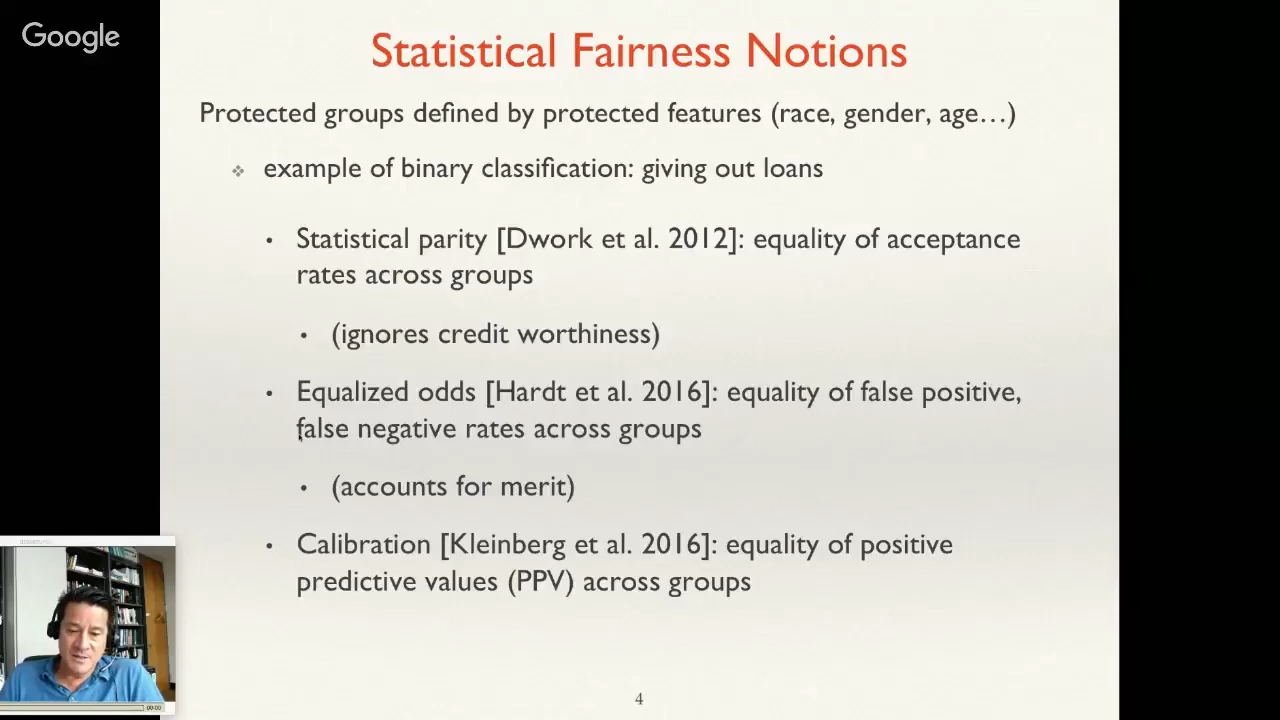 Google
Statistical Fairness Notions
Protected groups defined by protected features (race, gender, age…)
❖ example of binary classification: giving out loans
• Statistical parity [Dwork et al. 2012]: equality of acceptance
rates across groups
• (ignores credit worthiness)
• Equalized odds [Hardt et al. 2016]: equality of false positive,
false negative rates across groups
• (accounts for merit)
• Calibration [Kleinberg et al. 2016]: equality of positive
predictive values (PPV) across groups
00:00
4